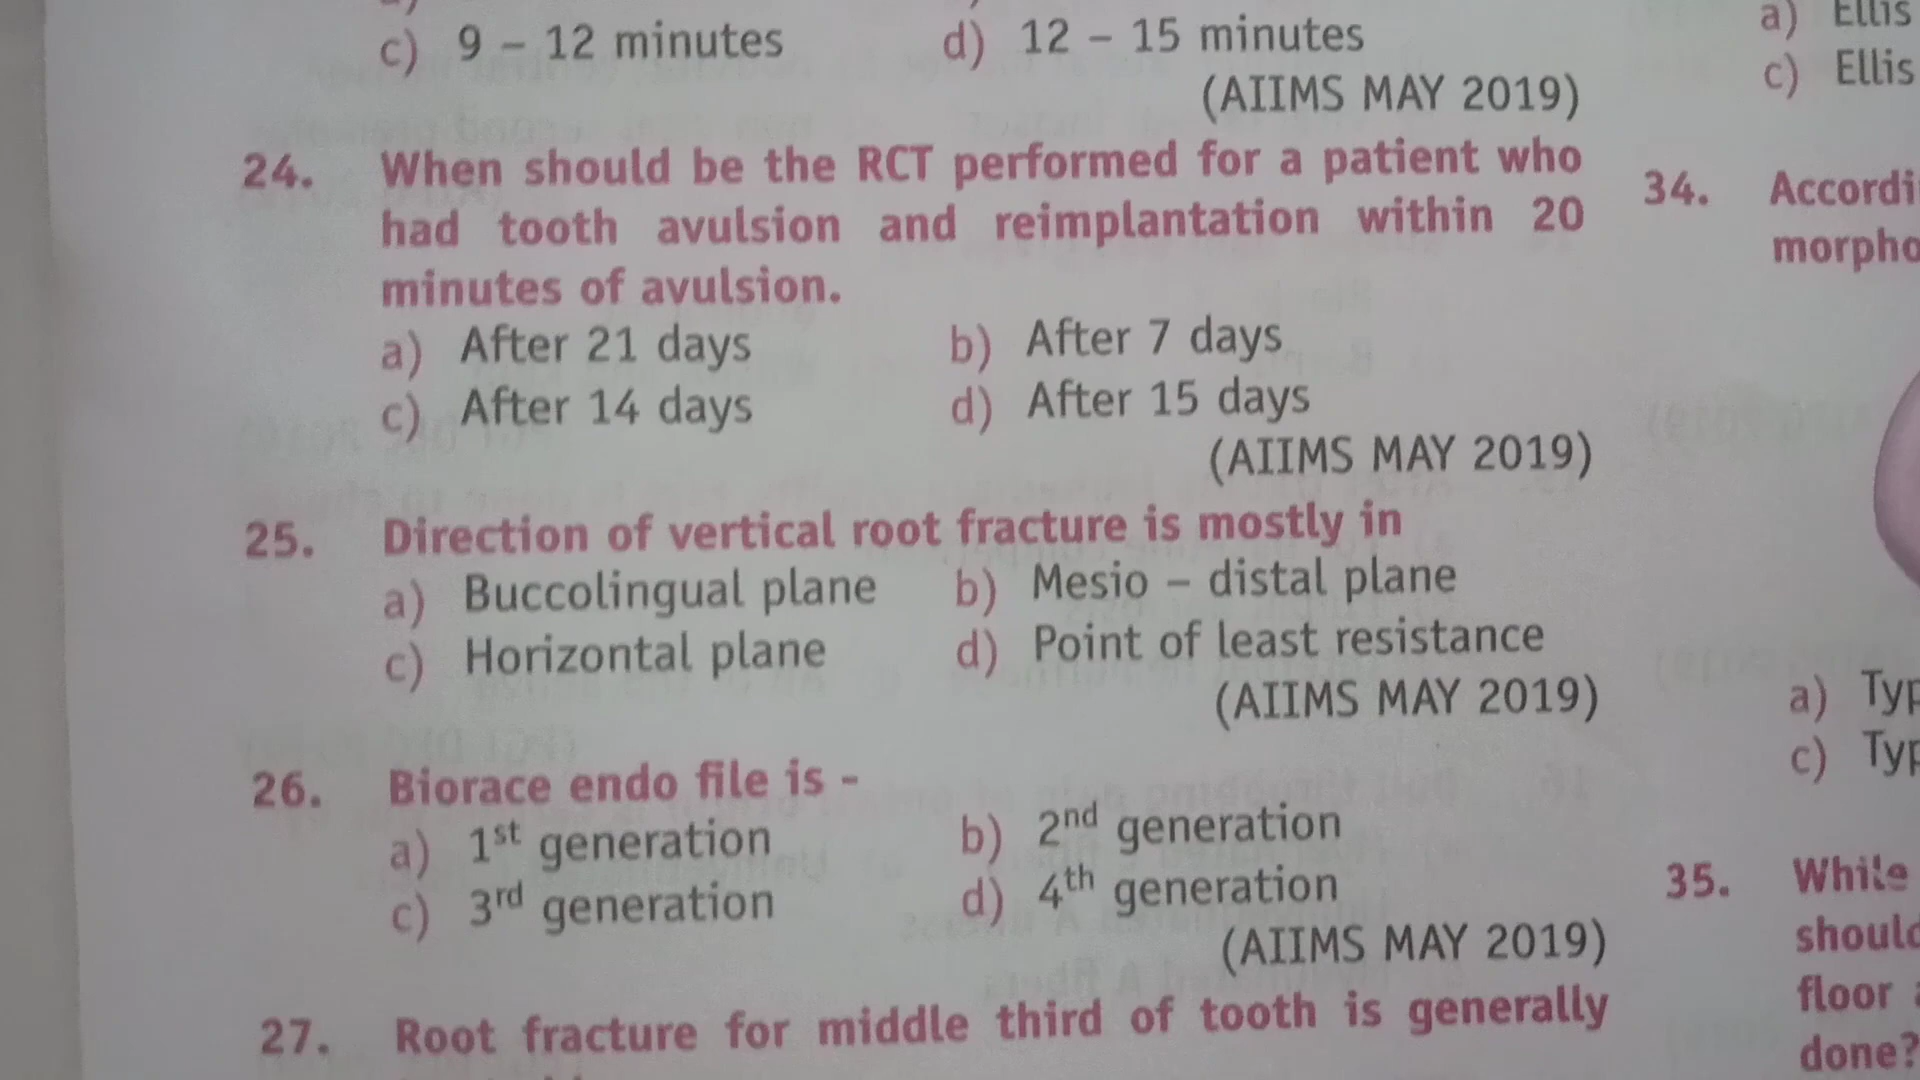 c) 9 – 12 minutes d) 12 – 15 minutes
(AIIMS MAY 2019)
24. When should be the RCT performed for a patient who
had tooth avulsion and reimplantation within 20
minutes of avulsion.
a) After 21 days b) After 7 days
c) After 14 days d) After 15 days
(AIIMS MAY 2019)
25. Direction of vertical root fracture is mostly in
a) Buccolingual plane b) Mesio – distal plane
c) Horizontal plane d) Point of least resistance
(AIIMS MAY 2019)
26. Biorace endo file is -
a) 1st generation b) 2nd generation
c) 3rd generation d) 4th generation
(AIIMS MAY 2019)
27. Root fracture for middle third of tooth is generally
a) Ellis
c) Ellis
34. Accordi
morpho
a) Typ
c) Typ
35. While
should
floor
done?